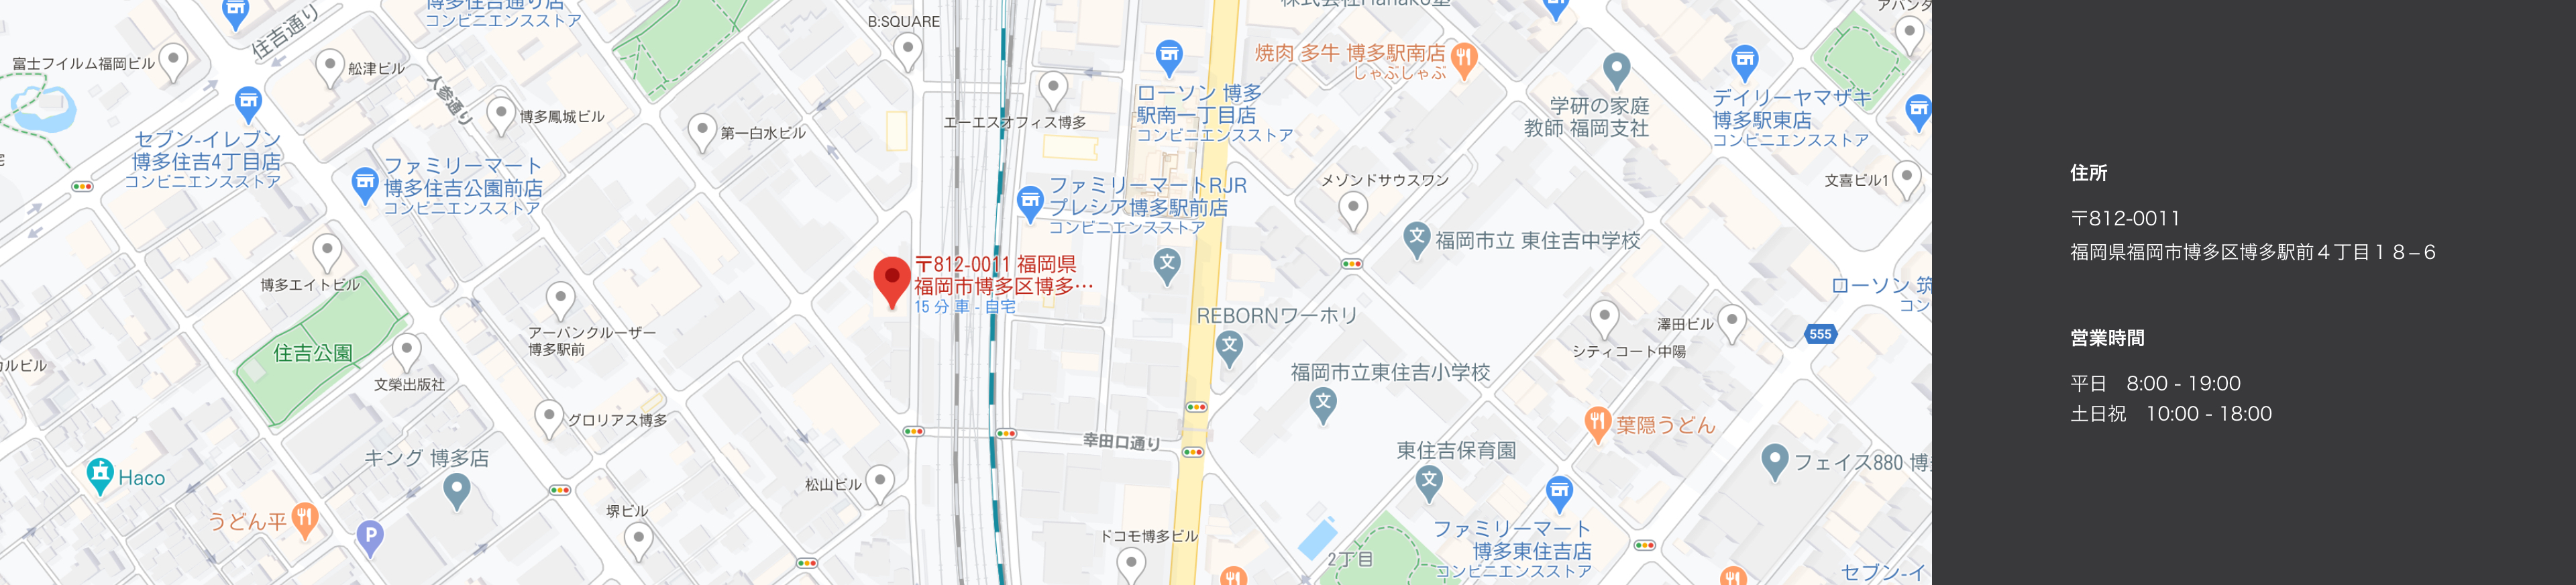 博多住吉通り店
コンビニエンスストア
住吉通り
富士フイルム福岡ビル
舩津ビル
人参通り
博多鳳城ビル
セブン-イレブン
博多住吉4丁目店
コンビニエンスストア
ファミリーマート
博多住吉公園前店
コンビニエンスストア
第一白水ビル
B:SQUARE
エーエスオフィス博多
ローソン 博多
駅南一丁目店
コンビニエンスストア
焼肉 多牛 博多駅南店
しゃぶしゃぶ
学研の家庭
教師 福岡支社
デイリーヤマザキ
博多駅東店
コンビニエンスストア
文喜ビル1
メゾンドサウスワン
ファミリーマートRJR
プレシア博多駅前店
コンビニエンスストア
福岡市立 東住吉中学校
〒812-0011 福岡県
福岡市博多区博多…
15 分 車 - 自宅
博多エイトビル
住吉公園
アーバンクルーザー
博多駅前
文榮出版社
グロリアス博多
REBORNワーホリ
福岡市立東住吉小学校
澤田ビル
シティコート中陽
555
ローソン 筑
コン
葉隠うどん
幸田口通り
東住吉保育園
フェイス880 博
キング 博多店
Haco
うどん平
P
堺ビル
松山ビル
ドコモ博多ビル
2丁目
ファミリーマート
博多東住吉店
コンビニエンスストア
セブン-イ
住所
〒812-0011
福岡県福岡市博多区博多駅前４丁目１８−６
営業時間
平日　8:00 - 19:00
土日祝　10:00 - 18:00